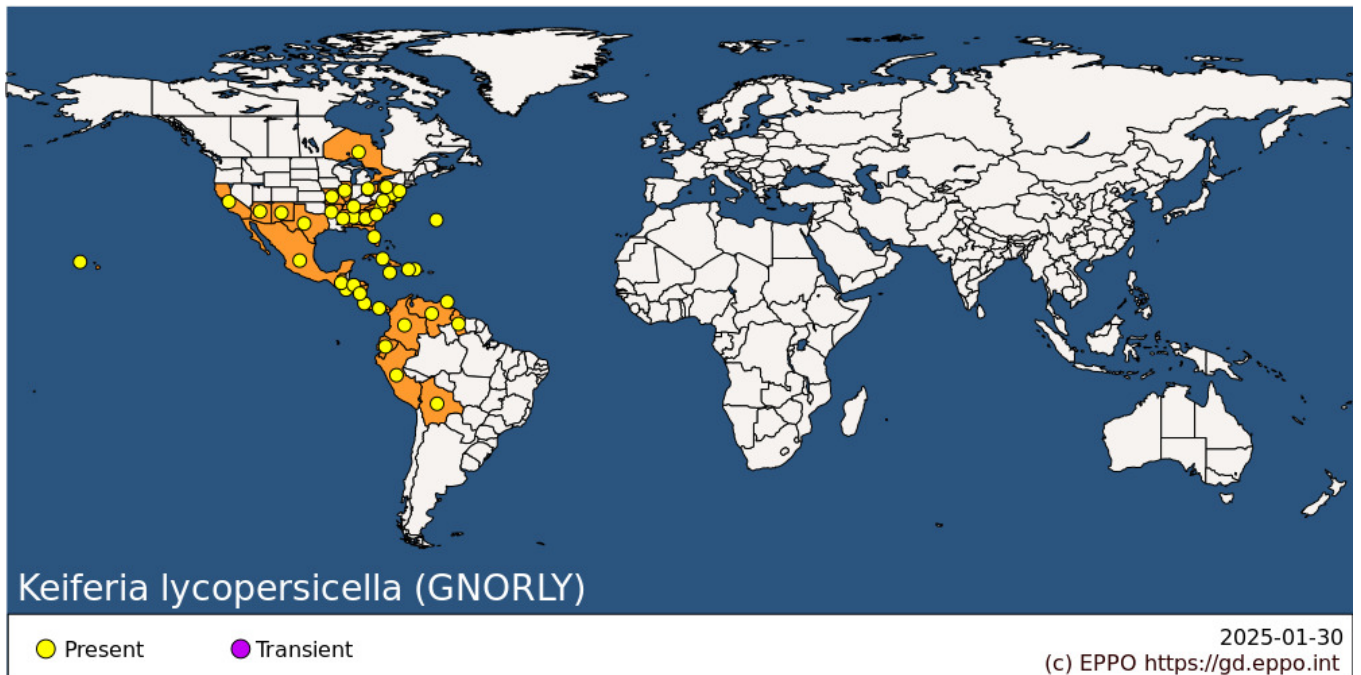 Keiferia lycopersicella (GNORLY)
Present
Transient
2025-01-30
(c) EPPO https://gd.eppo.int